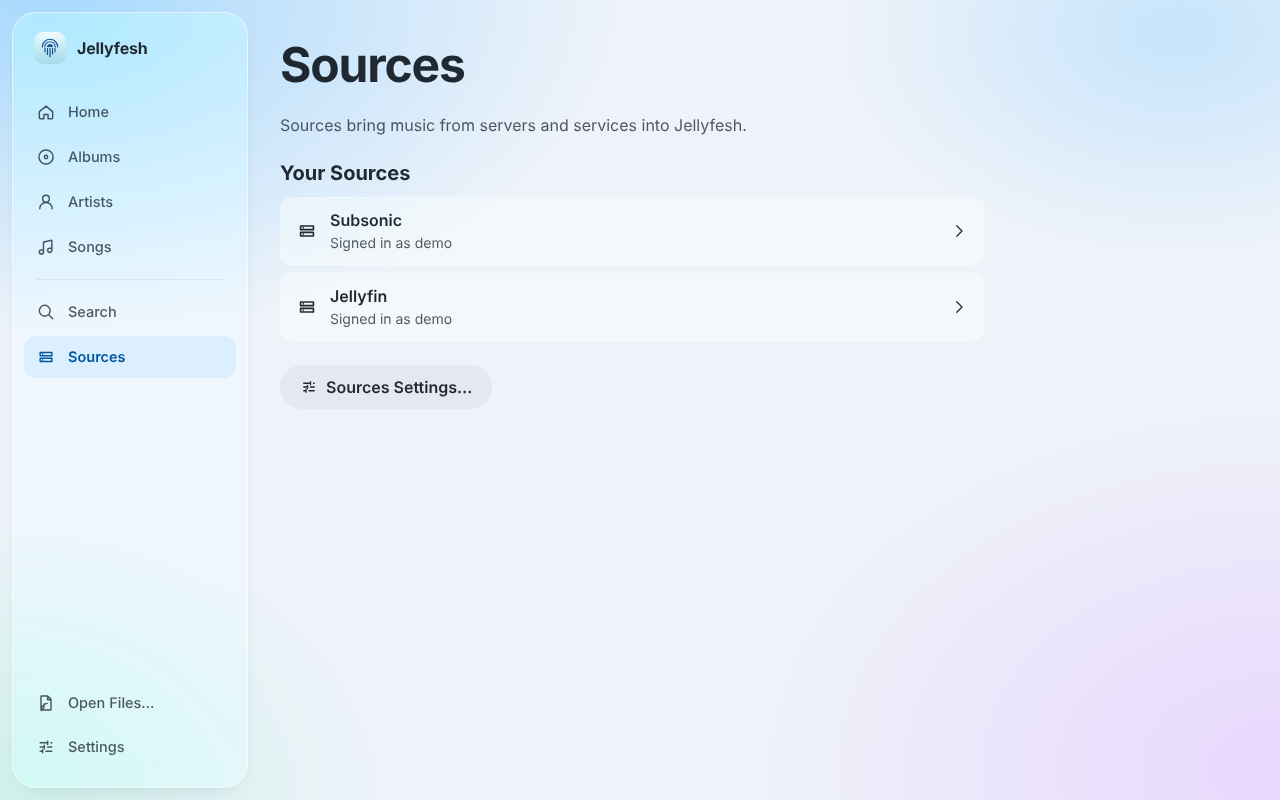 Jellyfesh
Home
Albums
Artists
Songs
Search
Sources
Open Files...
Settings
Sources
Sources bring music from servers and services into Jellyfesh.
Your Sources
Subsonic
Signed in as demo
Jellyfin
Signed in as demo
Sources Settings...